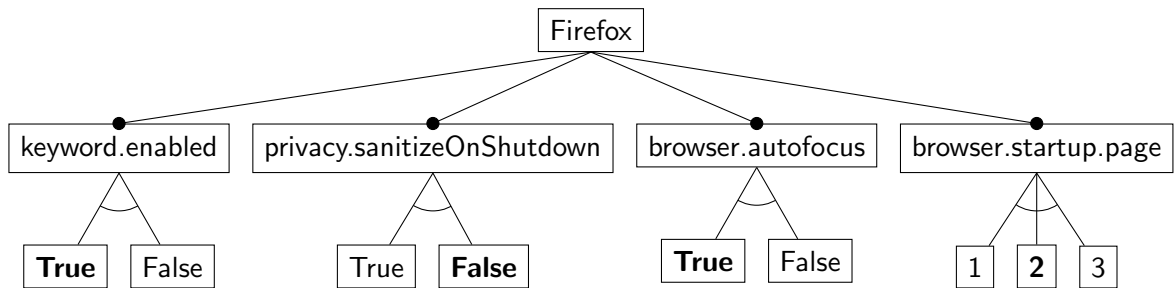 Firefox
keyword.enabled
privacy.sanitizeOnShutdown
browser.autofocus
browser.startup.page
True
False
True
False
True
False
1
2
3